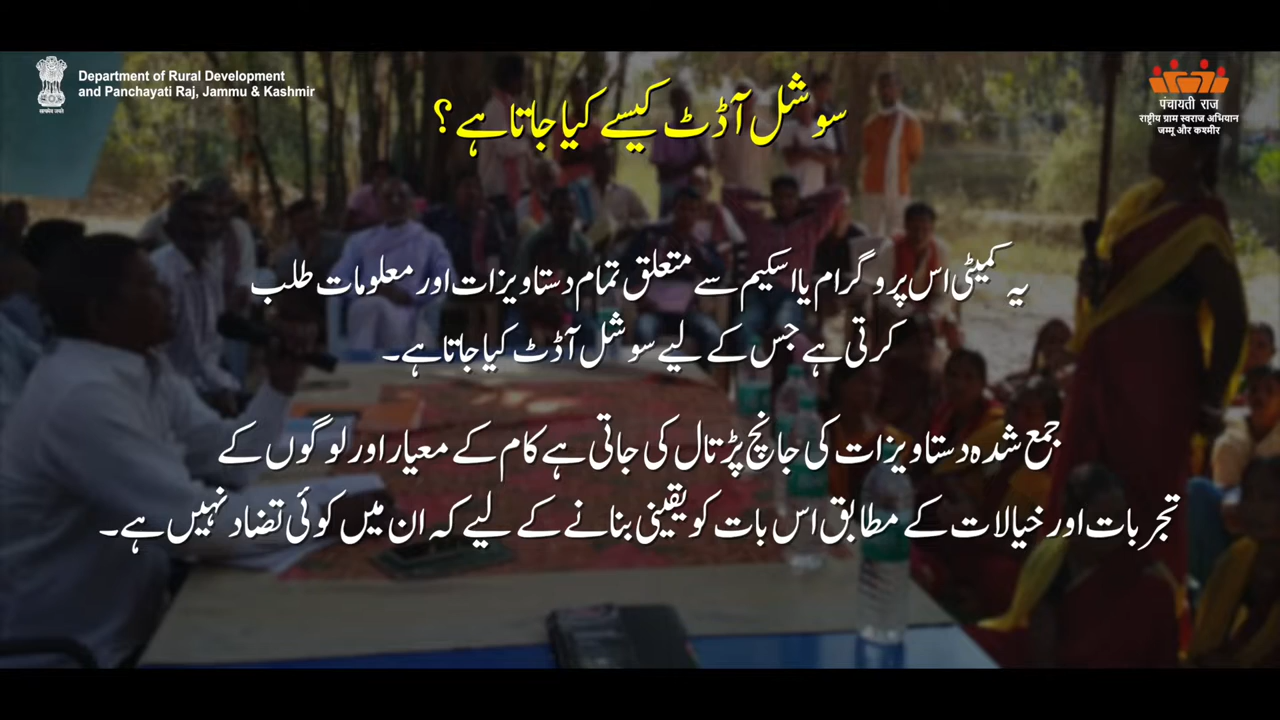 Department of Rural Development
and Panchayati Raj, Jammu & Kashmir
पंचायती राज
राष्ट्रीय ग्राम स्वराज अभियान
जम्मू और कश्मीर
سوشل آڈٹ کیسے کیا جاتا ہے؟
یہ کمیٹی اس پروگرام یا اسکیم سے متعلق تمام دستاویزات اور معلومات طلب
کرتی ہے جس کے لیے سوشل آڈٹ کیا جاتا ہے۔
جمع شدہ دستاویزات کی جانچ پڑتال کی جاتی ہے کام کے معیار اور لوگوں کے
تجربات اور خیالات کے مطابق اس بات کو یقینی بنانے کے لیے کہ ان میں کوئی تضاد نہیں ہے۔